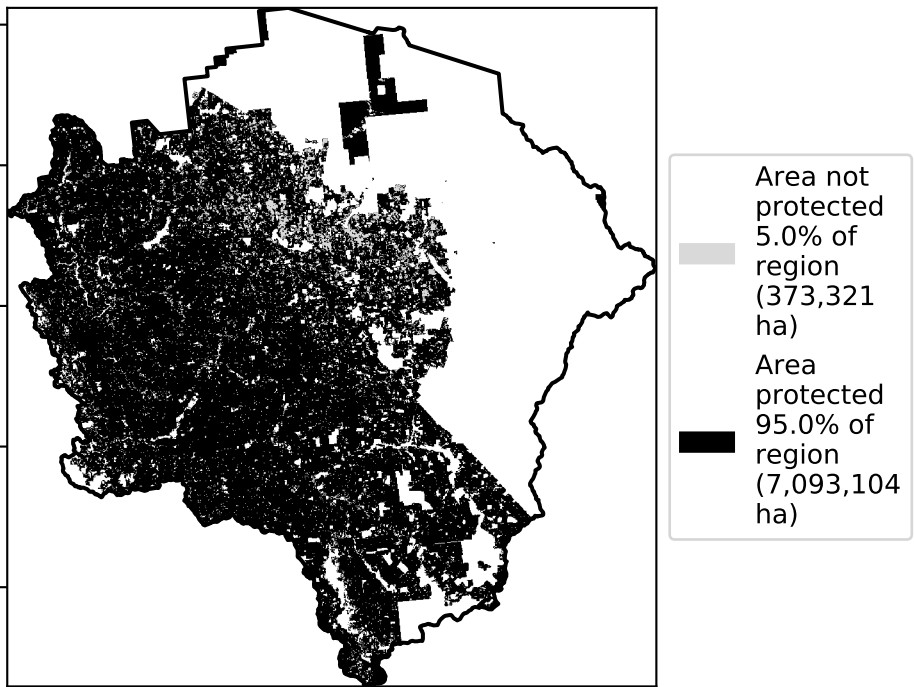 Area not
protected
5.0% of
region
(373,321
ha)
Area
protected
95.0% of
region
(7,093,104
ha)